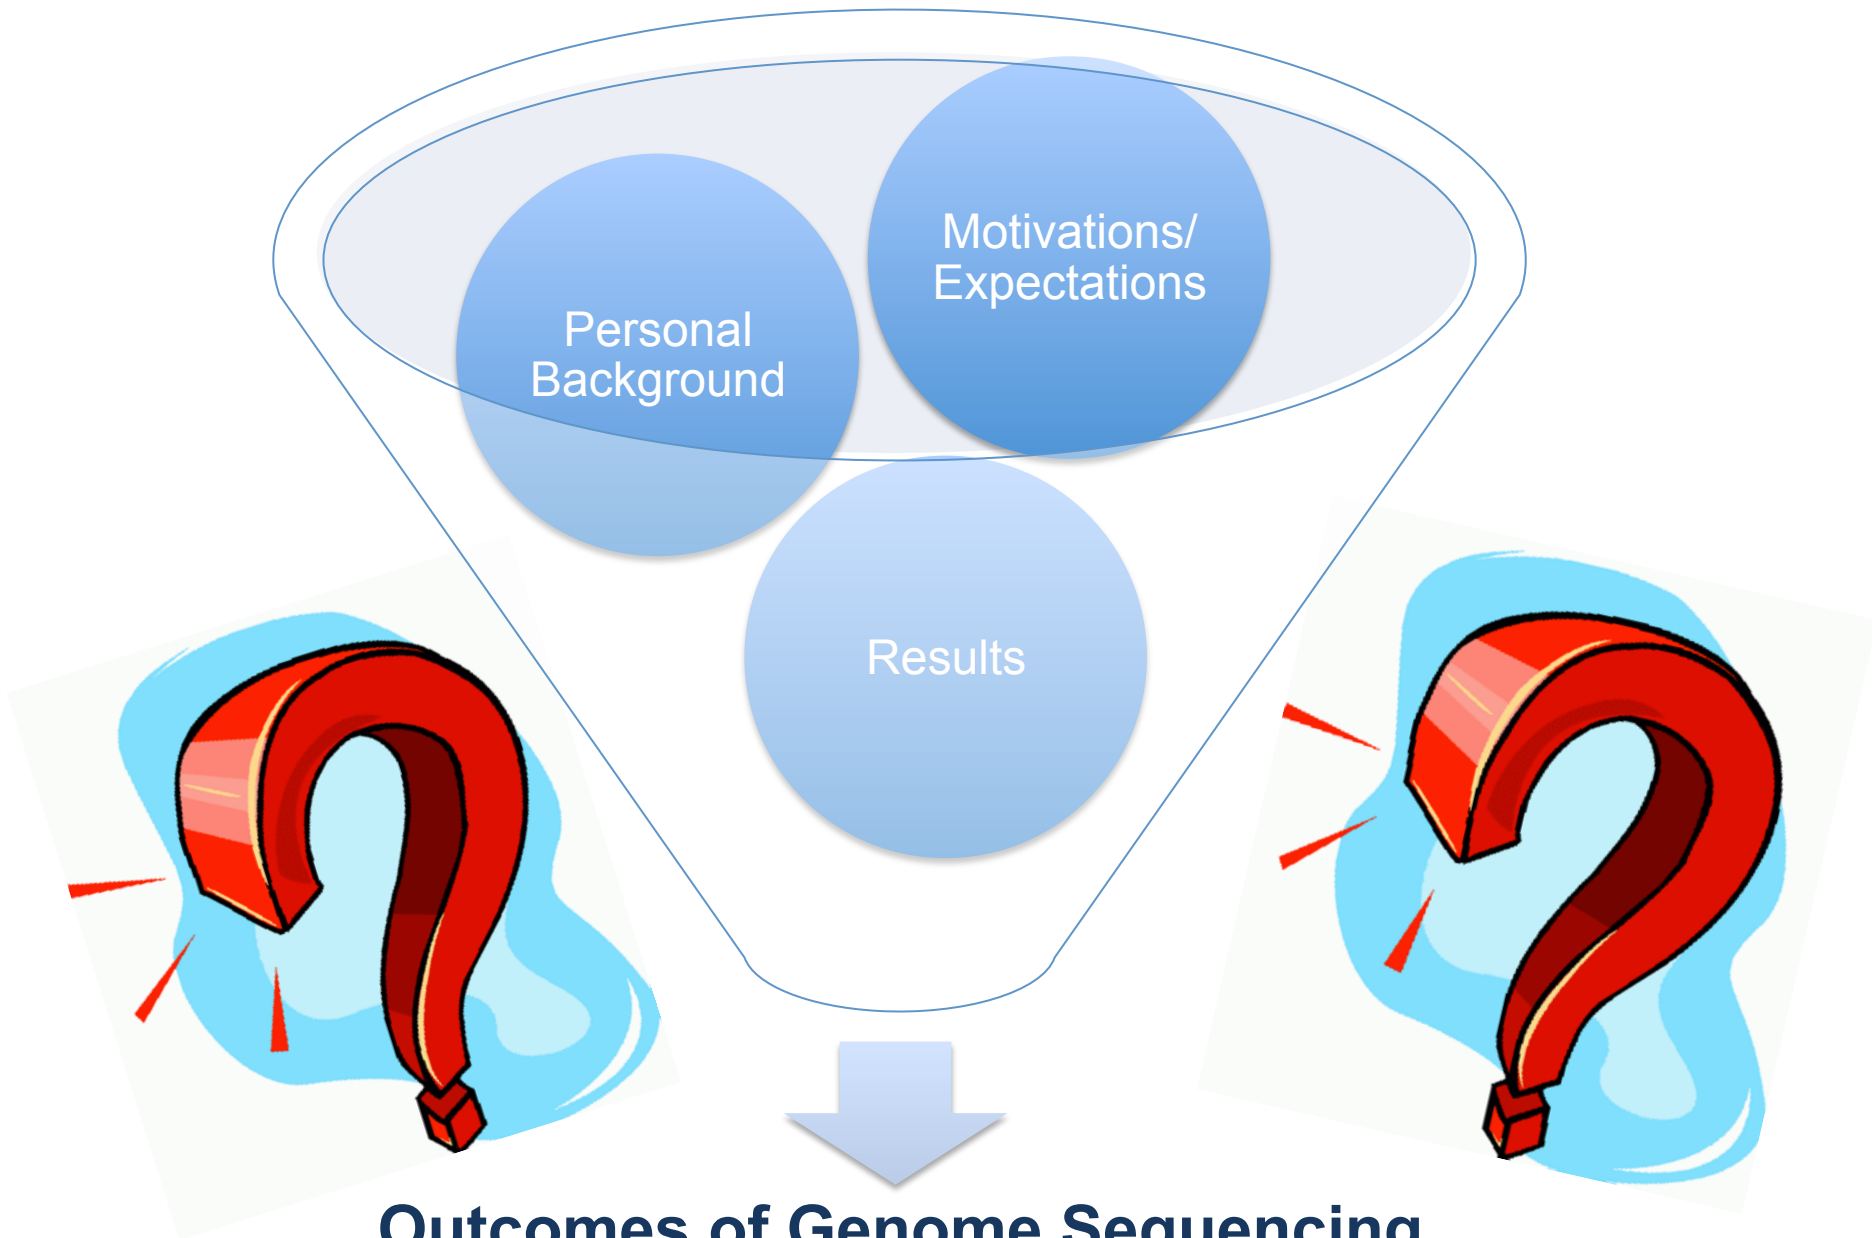 Motivations/
Expectations
Personal
Background
Results
Outcomes of Genome Sequencing